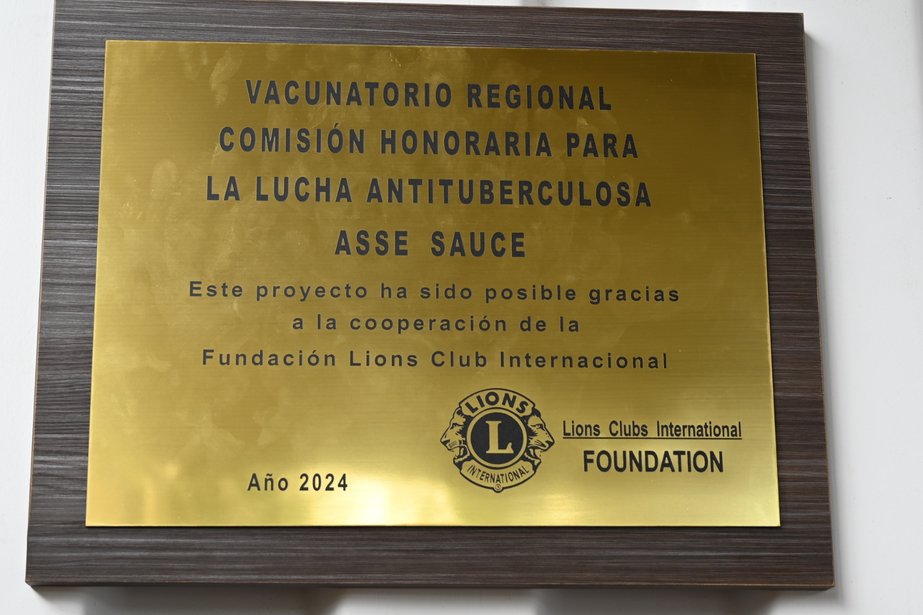 VACUNATORIO REGIONAL
COMISIÓN HONORARIA PARA
LA LUCHA ANTITUBERCULOSA
ASSE SAUCE
Este proyecto ha sido posible gracias
a la cooperación de la
Fundación Lions Club Internacional
LIONS
L
INTERNATIONAL
®
Lions Clubs International
FOUNDATION
Año 2024